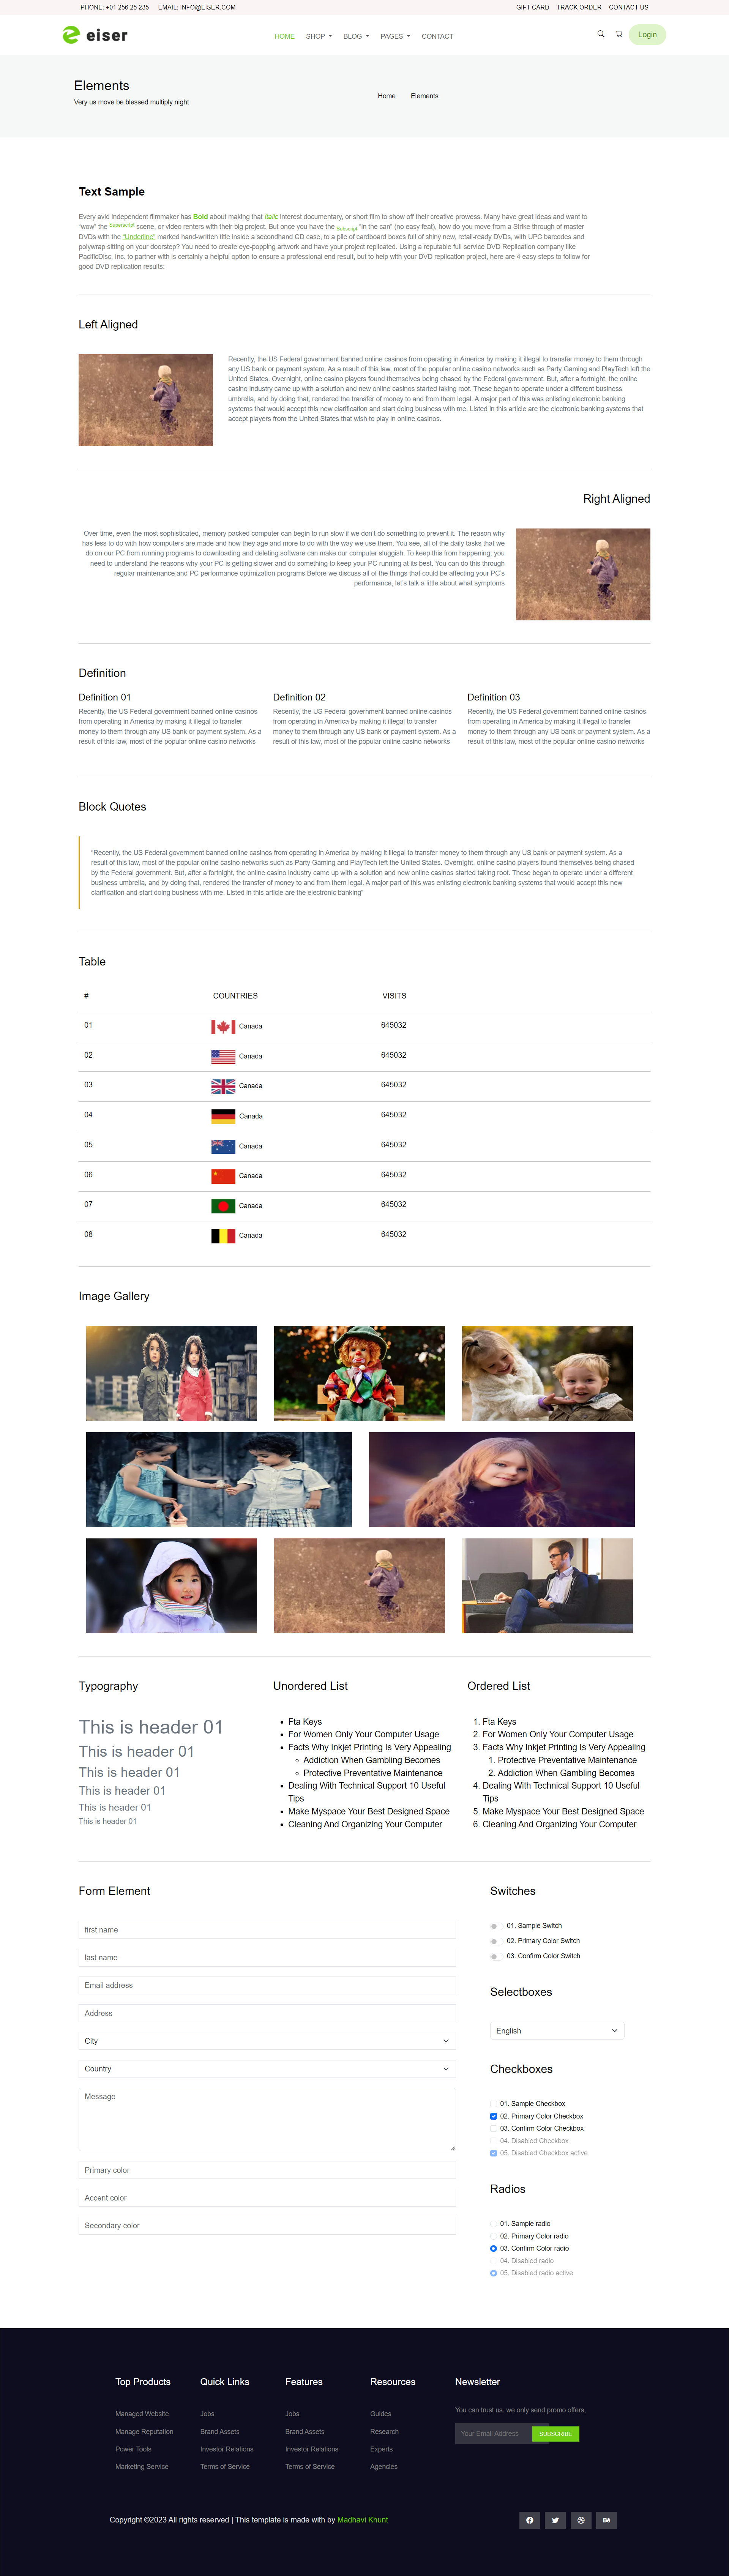 PHONE: +01 256 25 235 EMAIL: INFO@EISER.COM GIFT CARD TRACK ORDER CONTACT US
eiser HOME SHOP BLOG PAGES CONTACT Login
Elements
Very us move be blessed multiply night
Home Elements
Text Sample
Every avid independent filmmaker has Bold about making that Italic interest documentary, or short film to show off their creative prowess. Many have great ideas and want to
“wow” the Superscript scene, or video renters with their big project. But once you have the Subscript “in the can” (no easy feat), how do you move from a Strike through of master
DVDs with the “Underline” marked hand-written title inside a secondhand CD case, to a pile of cardboard boxes full of shiny new, retail-ready DVDs, with UPC barcodes and
polywrap sitting on your doorstep? You need to create eye-popping artwork and have your project replicated. Using a reputable full service DVD Replication company like
PacificDisc, Inc. to partner with is certainly a helpful option to ensure a professional end result, but to help with your DVD replication project, here are 4 easy steps to follow for
good DVD replication results:
Left Aligned
Recently, the US Federal government banned online casinos from operating in America by making it illegal to transfer money to them through
any US bank or payment system. As a result of this law, most of the popular online casino networks such as Party Gaming and PlayTech left the
United States. Overnight, online casino players found themselves being chased by the Federal government. But, after a fortnight, the online
casino industry came up with a solution and new online casinos started taking root. These began to operate under a different business
umbrella, and by doing that, rendered the transfer of money to and from them legal. A major part of this was enlisting electronic banking
systems that would accept this new clarification and start doing business with me. Listed in this article are the electronic banking systems that
accept players from the United States that wish to play in online casinos.
Right Aligned
Over time, even the most sophisticated, memory packed computer can begin to run slow if we don’t do something to prevent it. The reason why
has less to do with how computers are made and how they age and more to do with the way we use them. You see, all of the daily tasks that we
do on our PC from running programs to downloading and deleting software can make our computer sluggish. To keep this from happening, you
need to understand the reasons why your PC is getting slower and do something to keep your PC running at its best. You can do this through
regular maintenance and PC performance optimization programs Before we discuss all of the things that could be affecting your PC’s
performance, let’s talk a little about what symptoms
Definition
Definition 01
Recently, the US Federal government banned online casinos
from operating in America by making it illegal to transfer
money to them through any US bank or payment system. As a
result of this law, most of the popular online casino networks
Definition 02
Recently, the US Federal government banned online casinos
from operating in America by making it illegal to transfer
money to them through any US bank or payment system. As a
result of this law, most of the popular online casino networks
Definition 03
Recently, the US Federal government banned online casinos
from operating in America by making it illegal to transfer
money to them through any US bank or payment system. As a
result of this law, most of the popular online casino networks
Block Quotes
“Recently, the US Federal government banned online casinos from operating in America by making it illegal to transfer money to them through any US bank or payment system. As a
result of this law, most of the popular online casino networks such as Party Gaming and PlayTech left the United States. Overnight, online casino players found themselves being chased
by the Federal government. But, after a fortnight, the online casino industry came up with a solution and new online casinos started taking root. These began to operate under a different
business umbrella, and by doing that, rendered the transfer of money to and from them legal. A major part of this was enlisting electronic banking systems that would accept this new
clarification and start doing business with me. Listed in this article are the electronic banking”
Table
# COUNTRIES VISITS
01 Canada 645032
02 Canada 645032
03 Canada 645032
04 Canada 645032
05 Canada 645032
06 Canada 645032
07 Canada 645032
08 Canada 645032
Image Gallery
Typography
This is header 01
This is header 01
This is header 01
This is header 01
This is header 01
This is header 01
Unordered List
Fta Keys
For Women Only Your Computer Usage
Facts Why Inkjet Printing Is Very Appealing
Addiction When Gambling Becomes
Protective Preventative Maintenance
Dealing With Technical Support 10 Useful
Tips
Make Myspace Your Best Designed Space
Cleaning And Organizing Your Computer
Ordered List
1. Fta Keys
2. For Women Only Your Computer Usage
3. Facts Why Inkjet Printing Is Very Appealing
1. Protective Preventative Maintenance
2. Addiction When Gambling Becomes
4. Dealing With Technical Support 10 Useful
Tips
5. Make Myspace Your Best Designed Space
6. Cleaning And Organizing Your Computer
Form Element
first name
last name
Email address
Address
City
Country
Message
Primary color
Accent color
Secondary color
Switches
01. Sample Switch
02. Primary Color Switch
03. Confirm Color Switch
Selectboxes
English
Checkboxes
01. Sample Checkbox
02. Primary Color Checkbox
03. Confirm Color Checkbox
04. Disabled Checkbox
05. Disabled Checkbox active
Radios
01. Sample radio
02. Primary Color radio
03. Confirm Color radio
04. Disabled radio
05. Disabled radio active
Top Products
Managed Website
Manage Reputation
Power Tools
Marketing Service
Quick Links
Jobs
Brand Assets
Investor Relations
Terms of Service
Features
Jobs
Brand Assets
Investor Relations
Terms of Service
Resources
Guides
Research
Experts
Agencies
Newsletter
You can trust us. we only send promo offers,
Your Email Address SUBSCRIBE
Copyright ©2023 All rights reserved | This template is made with by Madhavi Khunt